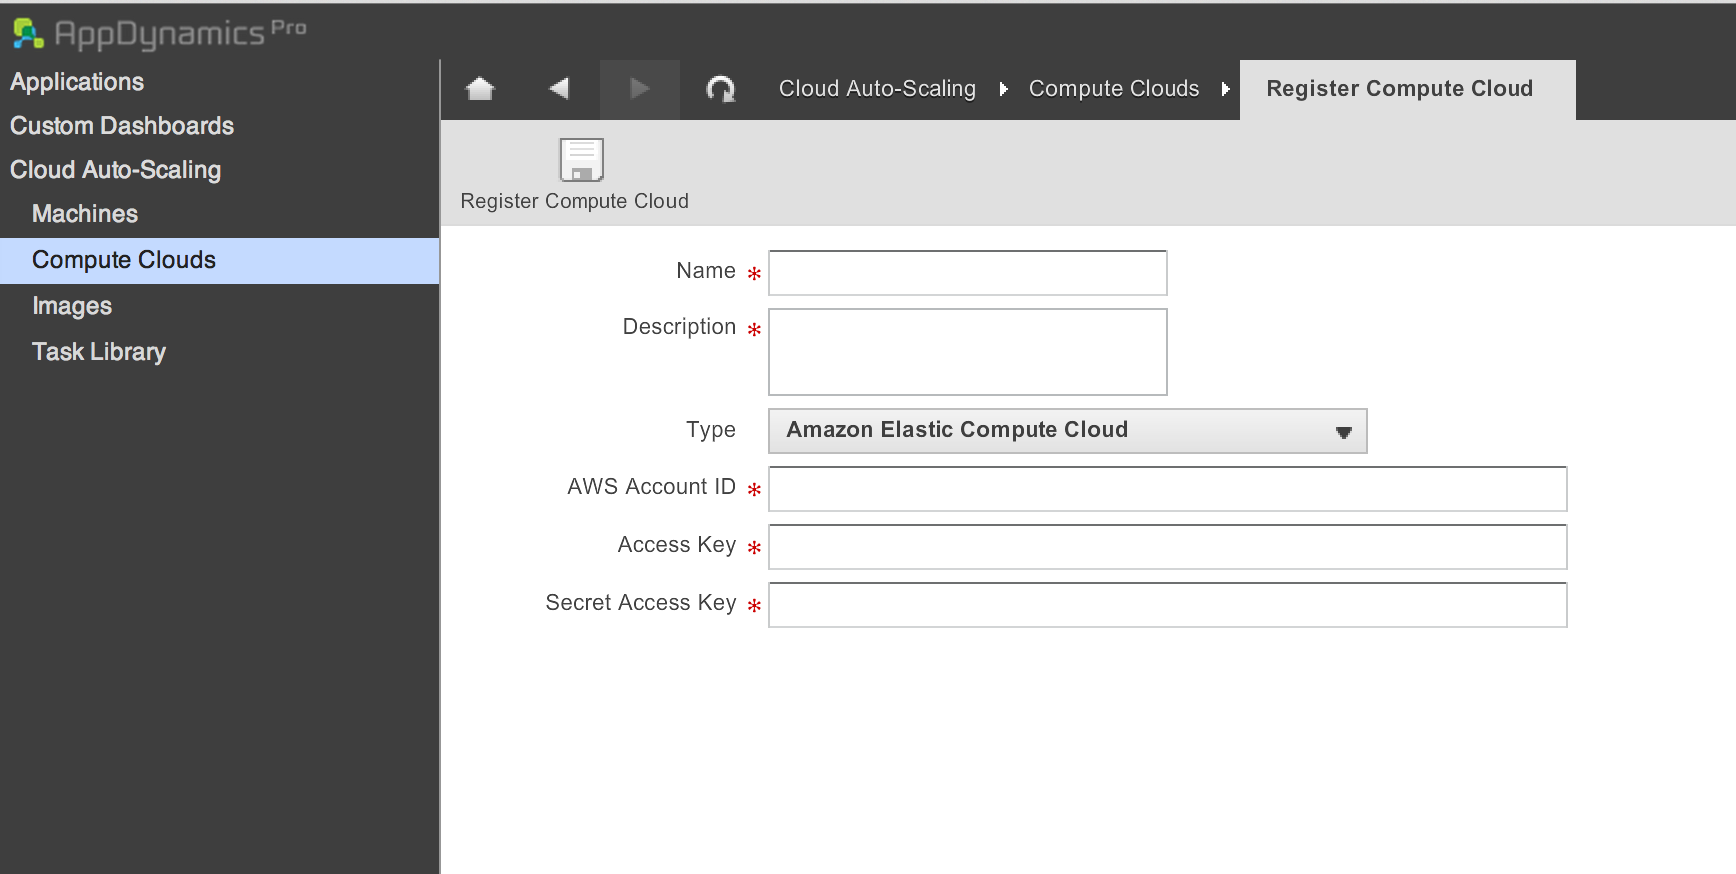 AppDynamics Pro
Applications
Custom Dashboards
Cloud Auto-Scaling
Machines
Compute Clouds
Images
Task Library
Cloud Auto-Scaling Compute Clouds Register Compute Cloud
Register Compute Cloud
Name *
Description *
Type Amazon Elastic Compute Cloud
AWS Account ID *
Access Key *
Secret Access Key *